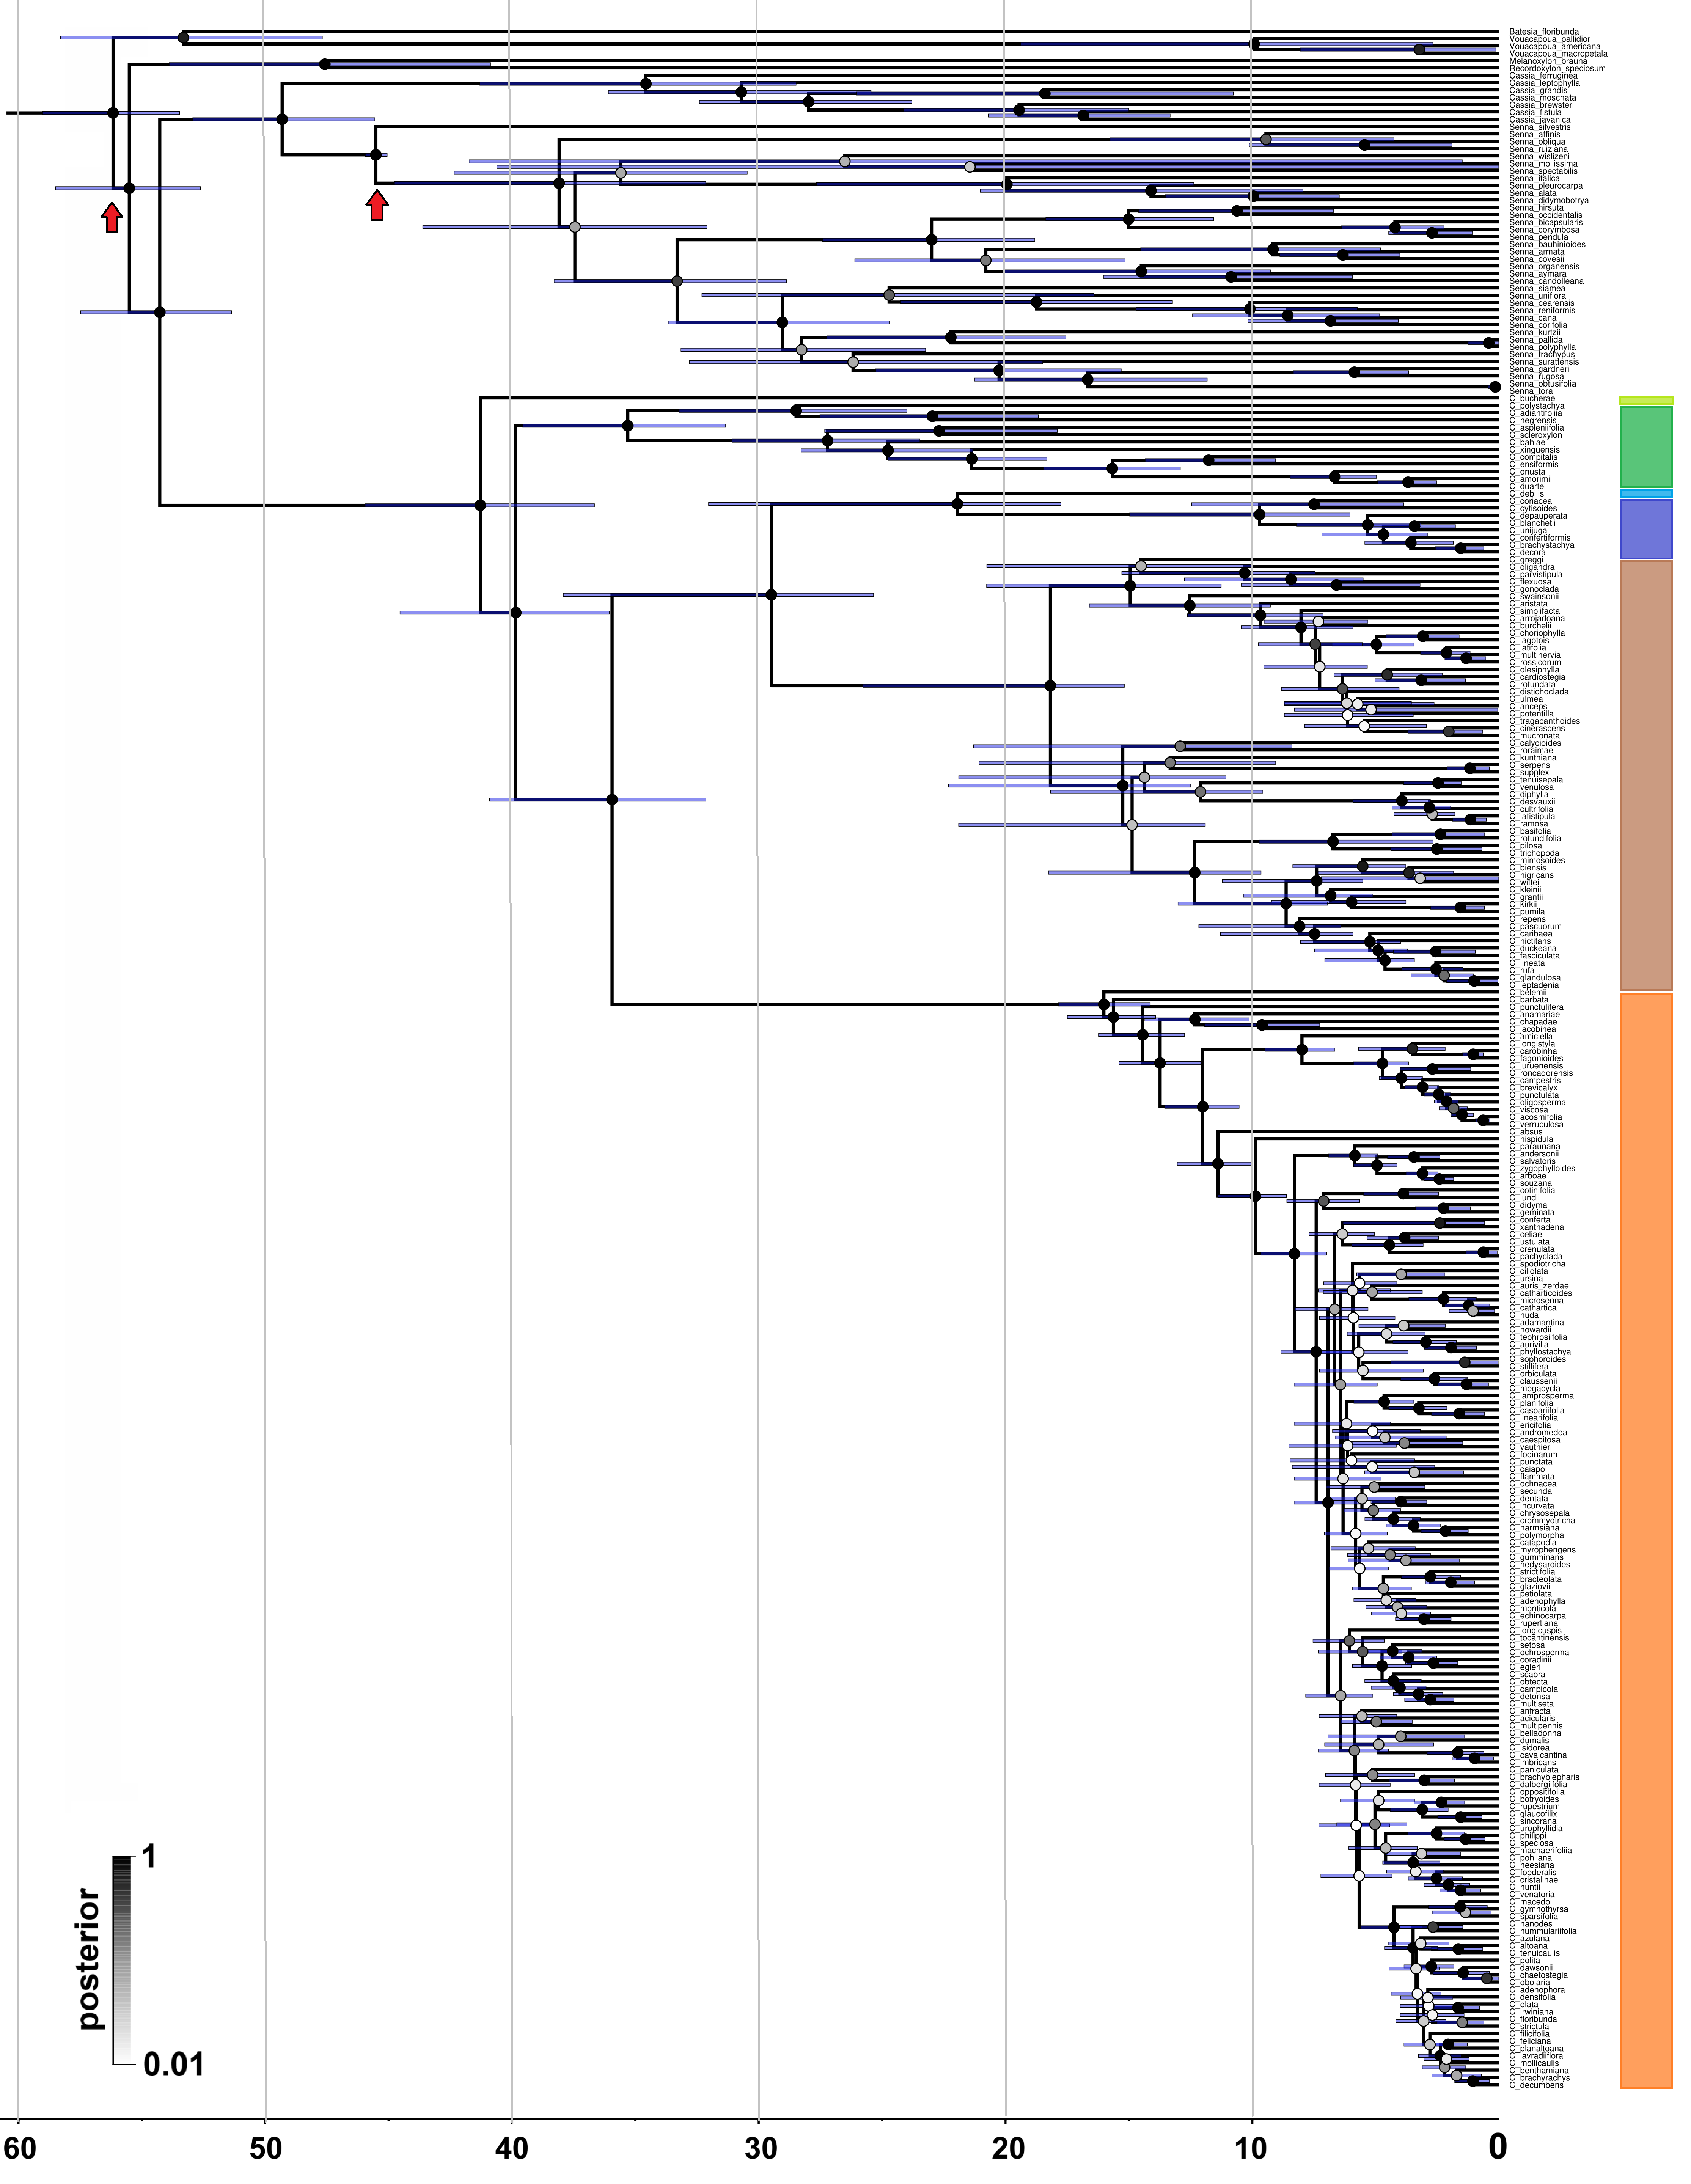 Batesia_floribunda
Vouacapoua_pallidior
Vouacapoua_americana
Vouacapoua_macropetala
Melanoxylon_brauna
Recordoxylon_speciosum
Cassia_ferruginea
Cassia_leptophylla
Cassia_grandis
Cassia_moschata
Cassia_brewsteri
Cassia_fistula
Cassia_javanica
Senna_silvestris
Senna_affinis
Senna_obliqua
Senna_ruiziana
Senna_wislizeni
Senna_mollissima
Senna_spectabilis
Senna_italica
Senna_pleurocarpa
Senna_alata
Senna_didymobotrya
Senna_hirsuta
Senna_occidentalis
Senna_bicapsularis
Senna_corymbosa
Senna_pendula
Senna_bauhinioides
Senna_armata
Senna_covesii
Senna_organensis
Senna_aymara
Senna_candolleana
Senna_siamea
Senna_uniflora
Senna_cearensis
Senna_reniformis
Senna_cana
Senna_corifolia
Senna_kurtzii
Senna_pallida
Senna_polyphylla
Senna_trachypus
Senna_surattensis
Senna_gardneri
Senna_rugosa
Senna_obtusifolia
Senna_tora
C_bucherae
C_polystachya
C_adiantifoliia
C_negrensis
C_aspleniifolia
C_scleroxylon
C_bahiae
C_xinguensis
C_compitalis
C_ensiformis
C_onusta
C_amorimii
C_duartei
C_debilis
C_coriacea
C_cytisoides
C_depauperata
C_blanchetii
C_unijuga
C_confertiformis
C_brachystachya
C_decora
C_greggi
C_oligandra
C_parvistipula
C_flexuosa
C_gonoclada
C_swainsonii
C_aristata
C_simplifacta
C_arrojadoana
C_burchelii
C_choriophylla
C_lagotois
C_latifolia
C_multinervia
C_rossicorum
C_olesiphylla
C_cardiostegia
C_rotundata
C_distichoclada
C_ulmea
C_anceps
C_potentilla
C_tragacanthoides
C_cinerascens
C_mucronata
C_calycioides
C_roraimae
C_kunthiana
C_serpens
C_supplex
C_tenuisepala
C_venulosa
C_diphylla
C_desvauxii
C_cultrifolia
C_latistipula
C_ramosa
C_basifolia
C_rotundifolia
C_pilosa
C_trichopoda
C_mimosoides
C_biensis
C_nigricans
C_wittei
C_kleinii
C_grantii
C_kirkii
C_pumila
C_repens
C_pascuorum
C_caribaea
C_nictitans
C_duckeana
C_fasciculata
C_lineata
C_rufa
C_glandulosa
C_leptadenia
C_belemii
C_barbata
C_punctulifera
C_anamariae
C_chapadae
C_jacobinea
C_amiciella
C_longistyla
C_carobinha
C_fagonioides
C_juruenensis
C_roncadorensis
C_campestris
C_brevicalyx
C_punctulata
C_oligosperma
C_viscosa
C_acosmifolia
C_verruculosa
C_absus
C_hispidula
C_paraunana
C_andersonii
C_salvatoris
C_zygophylloides
C_arboae
C_souzana
C_cotinifolia
C_lundii
C_didyma
C_geminata
C_conferta
C_xanthadena
C_celiae
C_ustulata
C_crenulata
C_pachyclada
C_spodiotricha
C_ciliolata
C_ursina
C_auris_zerdae
C_catharticoides
C_microsenna
C_cathartica
C_nuda
C_adamantina
C_howardii
C_tephrosiifolia
C_aurivilla
C_phyllostachya
C_sophoroides
C_stillifera
C_orbiculata
C_claussenii
C_megacycla
C_lamprosperma
C_planifolia
C_caspariifolia
C_linearifolia
C_ericifolia
C_andromedea
C_caespitosa
C_vauthieri
C_fodinarum
C_punctata
C_caiapo
C_flammata
C_ochnacea
C_secunda
C_dentata
C_incurvata
C_chrysosepala
C_crommyotricha
C_harmsiana
C_polymorpha
C_catapodia
C_myrophengens
C_gumminans
C_hedysaroides
C_strictifolia
C_bracteolata
C_glaziovii
C_petiolata
C_adenophylla
C_monticola
C_echinocarpa
C_rupertiana
C_longicuspis
C_tocantinensis
C_setosa
C_ochrosperma
C_coradinii
C_egleri
C_scabra
C_obtecta
C_campicola
C_detonsa
C_multiseta
C_anfracta
C_acicularis
C_multipennis
C_belladonna
C_dumalis
C_isidorea
C_cavalcantina
C_imbricans
C_paniculata
C_brachyblepharis
C_dalbergiifolia
C_oppositifolia
C_botryoides
C_rupestrium
C_glaucofilix
C_sincorana
C_urophyllidia
C_philippi
C_speciosa
C_machaerifoliia
C_pohliana
C_neesiana
C_foederalis
C_cristalinae
C_huntii
C_venatoria
C_macedoi
C_gymnothyrsa
C_sparsifolia
C_nanodes
C_nummulariifolia
C_azulana
C_altoana
C_tenuicaulis
C_polita
C_dawsonii
C_chaetostegia
C_obolaria
C_adenophora
C_densifolia
C_elata
C_irwiniana
C_floribunda
C_strictula
C_filicifolia
C_feliciana
C_planaltoana
C_lavradiiflora
C_mollicaulis
C_benthamiana
C_brachyrachys
C_decumbens
posterior
1
0.01
60 50 40 30 20 10 0